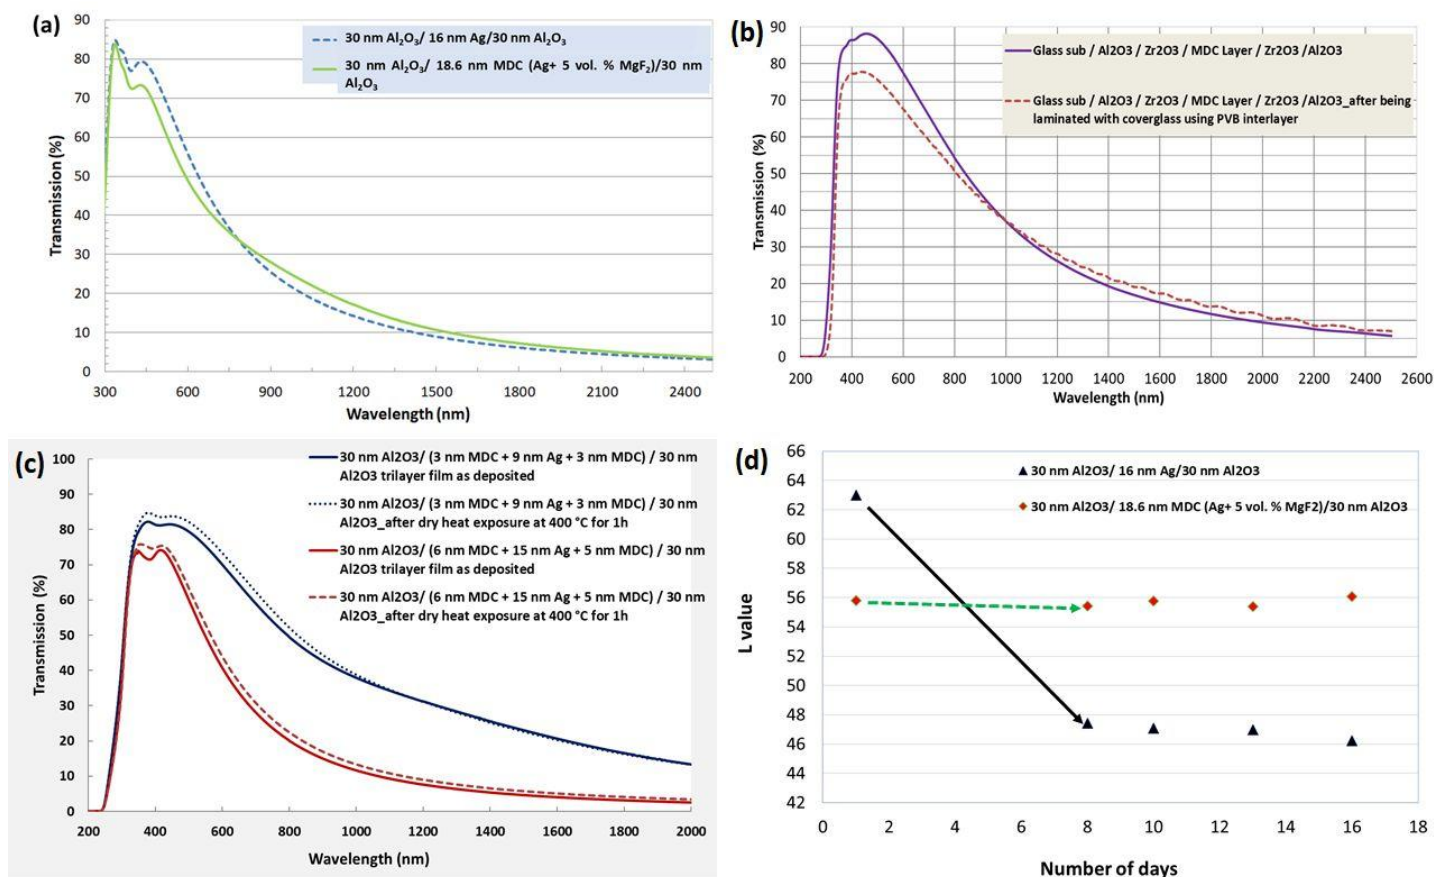 (a)
30 nm Al₂O₃/ 16 nm Ag/30 nm Al₂O₃
30 nm Al₂O₃/ 18.6 nm MDC (Ag+ 5 vol. % MgF₂)/30 nm
Al₂O₃
90
80
70
60
50
40
30
20
10
0
Transmission (%)
300 600 900 1200 1500 1800 2100 2400
Wavelength (nm)
(b)
Glass sub / Al2O3 / Zr2O3 / MDC Layer / Zr2O3 /Al2O3
Glass sub / Al2O3 / Zr2O3 / MDC Layer / Zr2O3 /Al2O3_after being
laminated with coverglass using PVB interlayer
90
80
70
60
50
40
30
20
10
0
Transmission (%)
200 400 600 800 1000 1200 1400 1600 1800 2000 2200 2400 2600
Wavelength (nm)
(c)
30 nm Al2O3/ (3 nm MDC + 9 nm Ag + 3 nm MDC) / 30 nm
Al2O3 trilayer film as deposited
30 nm Al2O3/ (3 nm MDC + 9 nm Ag + 3 nm MDC) / 30 nm
Al2O3_after dry heat exposure at 400 °C for 1h
30 nm Al2O3/ (6 nm MDC + 15 nm Ag + 5 nm MDC) / 30 nm
Al2O3 trilayer film as deposited
30 nm Al2O3/ (6 nm MDC + 15 nm Ag + 5 nm MDC) / 30 nm
Al2O3_after dry heat exposure at 400 °C for 1h
100
90
80
70
60
50
40
30
20
10
0
Transmission (%)
200 400 600 800 1000 1200 1400 1600 1800 2000
Wavelength (nm)
(d)
30 nm Al2O3/ 16 nm Ag/30 nm Al2O3
30 nm Al2O3/ 18.6 nm MDC (Ag+ 5 vol. % MgF2)/30 nm Al2O3
66
64
62
60
58
56
54
52
50
48
46
44
42
L value
0 2 4 6 8 10 12 14 16 18
Number of days